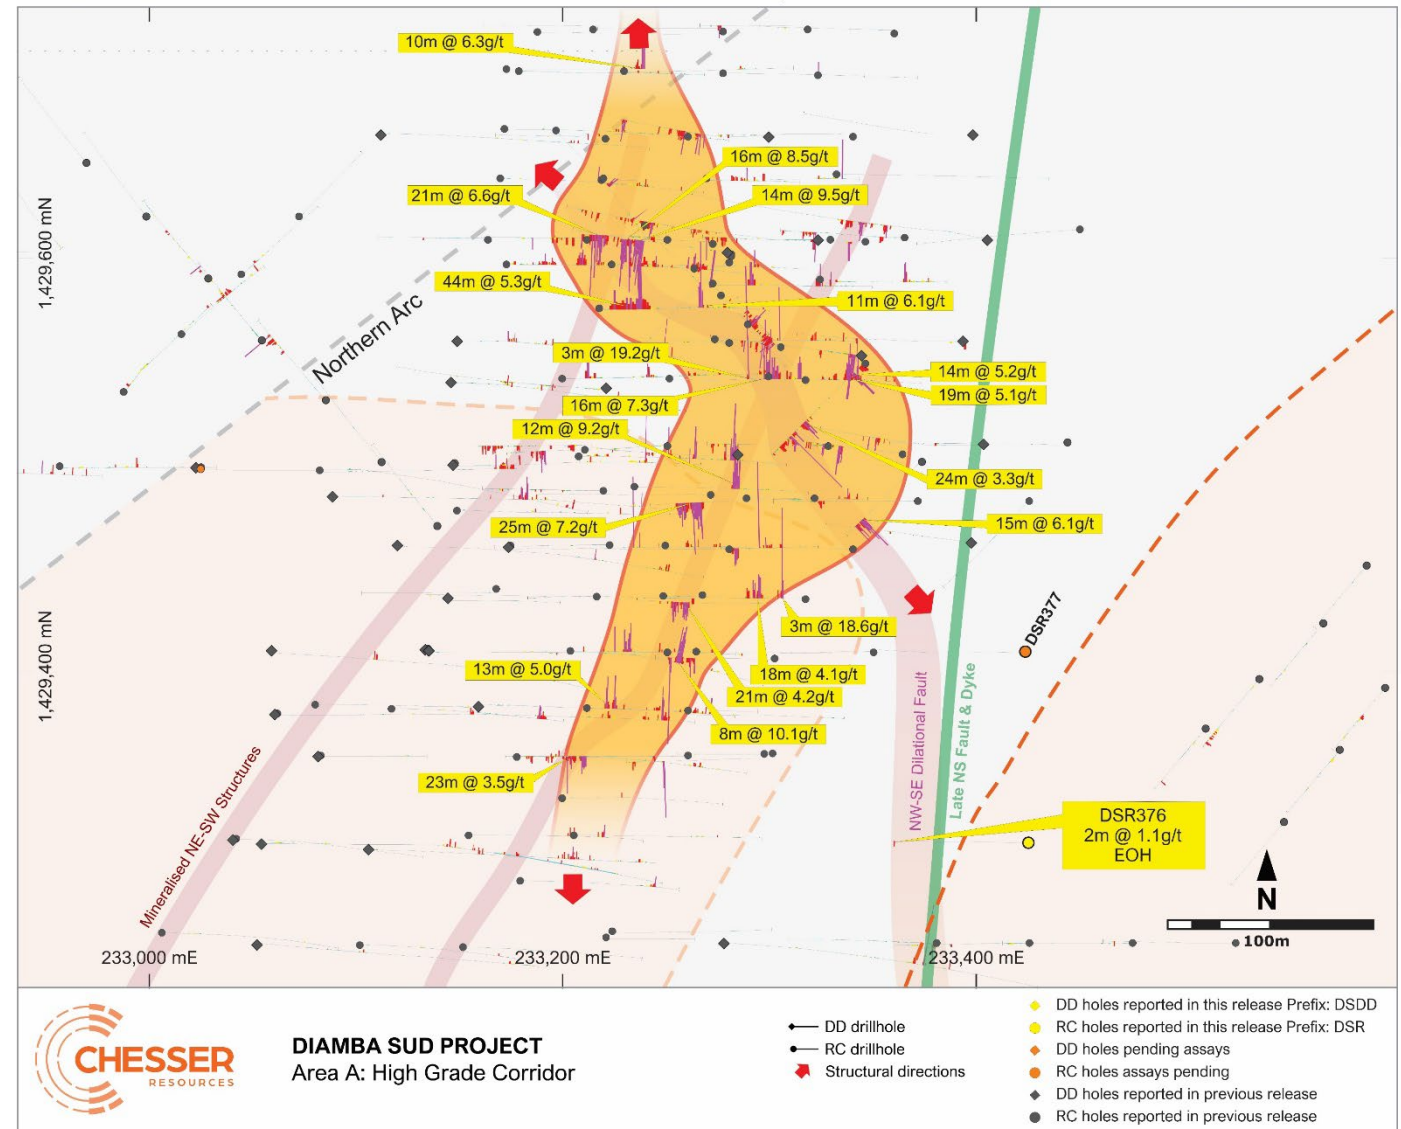 10m @ 6.3g/t
16m @ 8.5g/t
21m @ 6.6g/t
14m @ 9.5g/t
1,429,600 mN
44m @ 5.3g/t
11m @ 6.1g/t
Northern Arc
3m @ 19.2g/t
14m @ 5.2g/t
19m @ 5.1g/t
16m @ 7.3g/t
12m @ 9.2g/t
24m @ 3.3g/t
25m @ 7.2g/t
15m @ 6.1g/t
DSR377
3m @ 18.6g/t
1,429,400 mN
13m @ 5.0g/t
18m @ 4.1g/t
21m @ 4.2g/t
8m @ 10.1g/t
23m @ 3.5g/t
NW-SE Dilational Fault
Late NS Fault & Dyke
Mineralised NE-SW Structures
DSR376
2m @ 1.1g/t
EOH
N
100m
233,000 mE
233,200 mE
233,400 mE
CHESSER
RESOURCES
DIAMBA SUD PROJECT
Area A: High Grade Corridor
DD drillhole
RC drillhole
Structural directions
DD holes reported in this release Prefix: DSDD
RC holes reported in this release Prefix: DSR
DD holes pending assays
RC holes assays pending
DD holes reported in previous release
RC holes reported in previous release